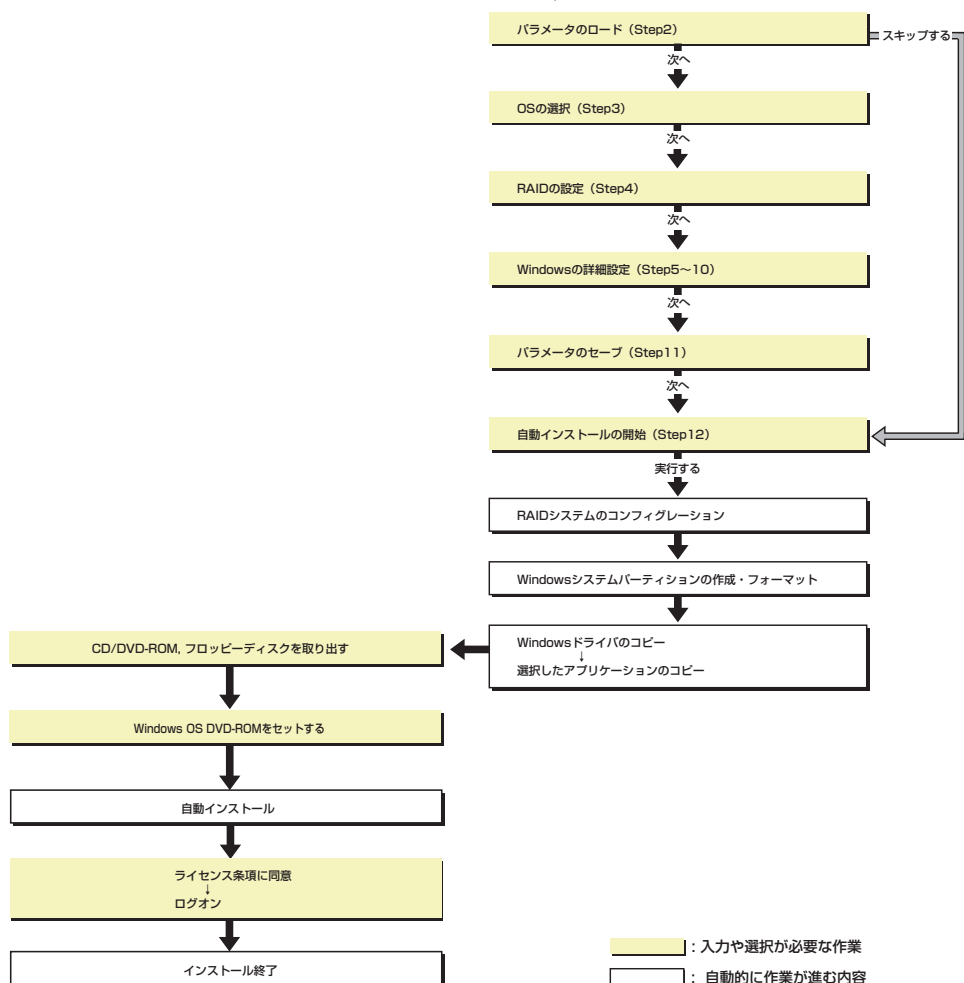 パラメータのロード（Step2）
スキップする
次へ
OSの選択（Step3）
次へ
RAIDの設定（Step4）
次へ
Windowsの詳細設定（Step5～10）
次へ
パラメータのセーブ（Step11）
次へ
自動インストールの開始（Step12）
実行する
RAIDシステムのコンフィグレーション
Windowsシステムパーティションの作成・フォーマット
Windowsドライバのコピー
↓
選択したアプリケーションのコピー
CD/DVD-ROM, フロッピーディスクを取り出す
Windows OS DVD-ROMをセットする
自動インストール
ライセンス条項に同意
↓
ログオン
インストール終了
：入力や選択が必要な作業
：自動的に作業が進む内容